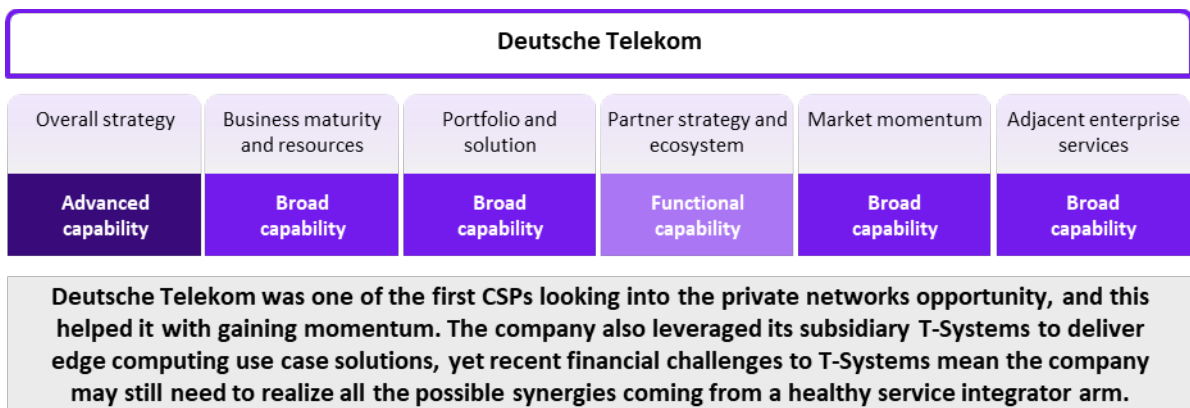 Deutsche Telekom
Overall strategy
Business maturity
and resources
Portfolio and
solution
Partner strategy and
ecosystem
Market momentum
Adjacent enterprise
services
Advanced
capability
Broad
capability
Broad
capability
Functional
capability
Broad
capability
Broad
capability
Deutsche Telekom was one of the first CSPs looking into the private networks opportunity, and this
helped it with gaining momentum. The company also leveraged its subsidiary T-Systems to deliver
edge computing use case solutions, yet recent financial challenges to T-Systems mean the company
may still need to realize all the possible synergies coming from a healthy service integrator arm.